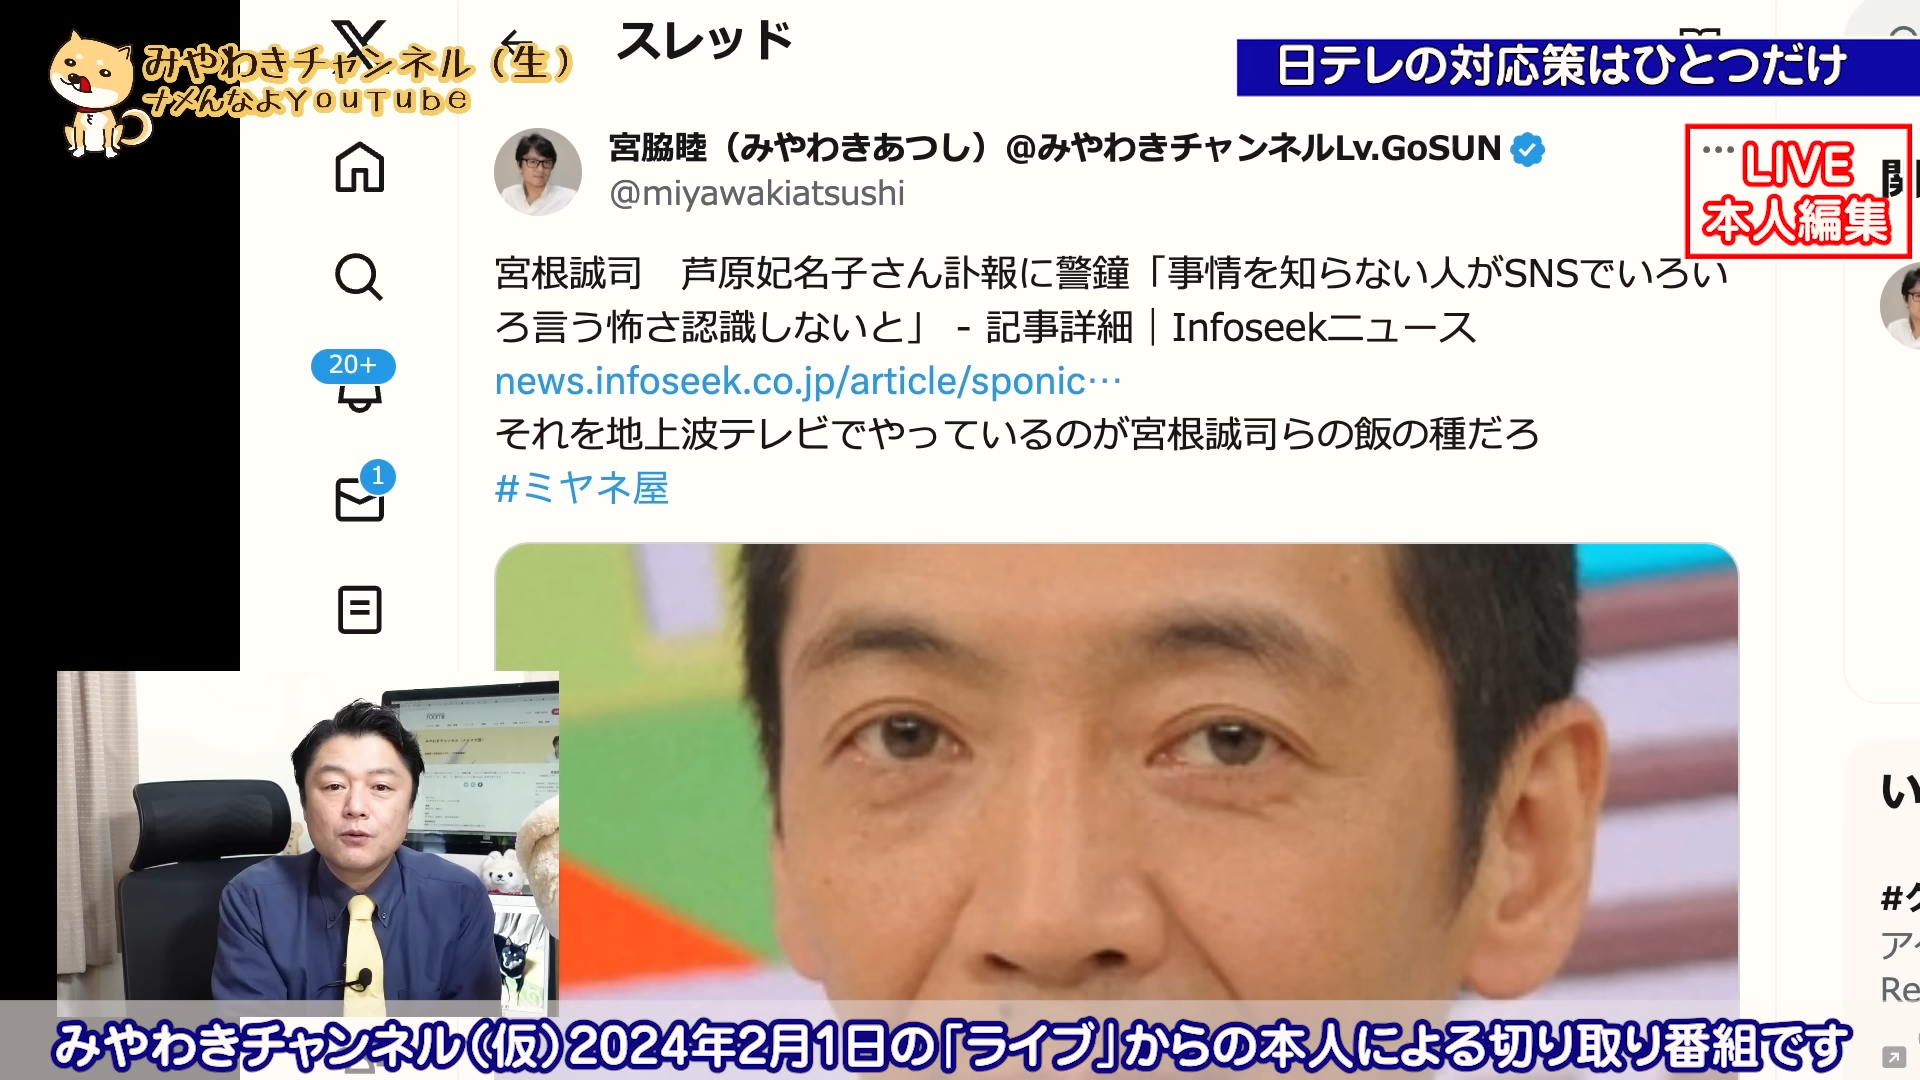 みやわきチャンネル（生）
ナメんなよYouTube
スレッド
日テレの対応策はひとつだけ
宮脇睦（みやわきあつし）@みやわきチャンネルLv.GoSUN
@miyawakiatsushi
LIVE
本人編集
宮根誠司　芦原妃名子さん訃報に警鐘「事情を知らない人がSNSでいろい
ろ言う怖さ認識しないと」 - 記事詳細｜Infoseekニュース
news.infoseek.co.jp/article/sponic…
それを地上波テレビでやっているのが宮根誠司らの飯の種だろ
#ミヤネ屋
20+
1
い
Re
みやわきチャンネル（仮）2024年2月1日の「ライブ」からの本人による切り取り番組です